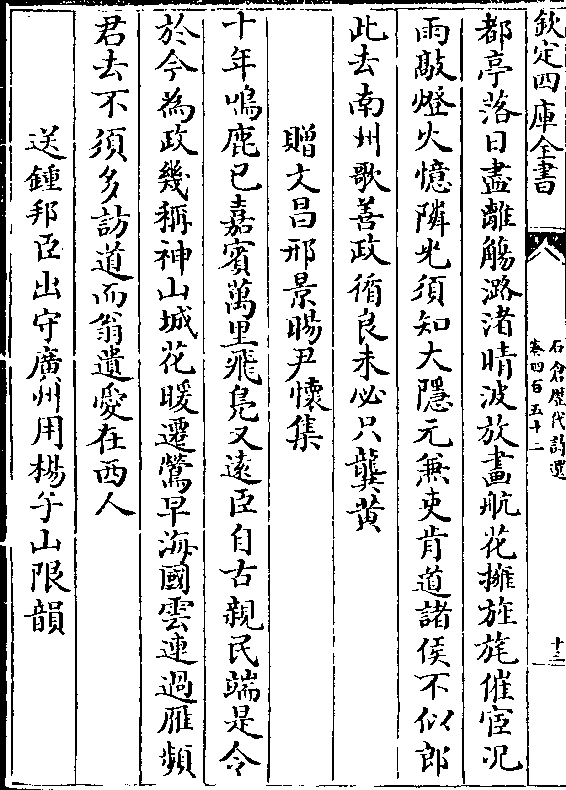 欽定四庫全書
石倉歷代詩選
卷四百五十二
十三
都亭落日盡離觴潞渚晴波放畫航花擁旌旄催宦况
雨敲燈火憶隣光須知大隱元兼吏肯道諸侯不似郎
此去南州歌善政循良未必只龔黄
贈文昌邢景暘尹懷集
十年鳴鹿已嘉賓萬里飛鳬又遠臣自古親民端是令
於今為政幾稱神山城花暖遷鶯早海國雲連過雁頻
君去不須多訪道而翁遺愛在西人
送鍾邦臣出守廣州用楊子山限韻